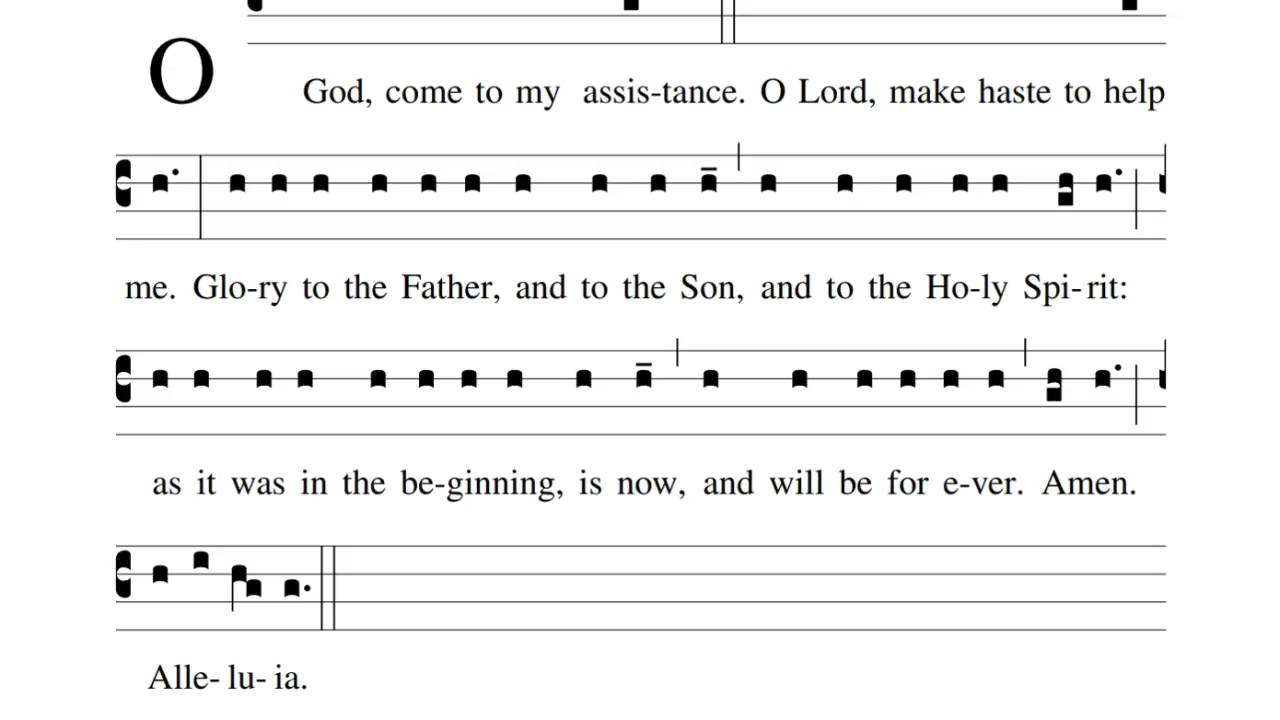 O
God, come to my assis-tance. O Lord, make haste to help
me. Glo-ry to the Father, and to the Son, and to the Ho-ly Spi-rit:
as it was in the be-ginning, is now, and will be for e-ver. Amen.
Alle-lu-ia.